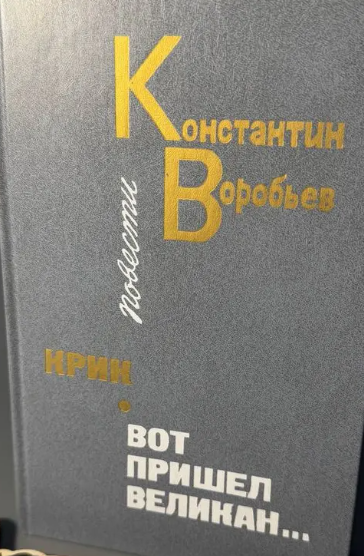 Константин
Воробьев
повести
КРИК
ВОТ
ПРИШЕЛ
ВЕЛИКАН...